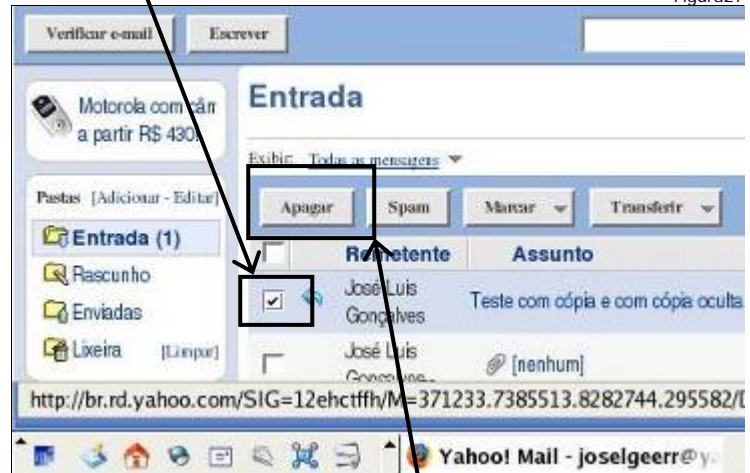 Figura27
Verificar e-mail Escrever
Motorola com câm
a partir R$ 430
Entrada
Exibir: Todas as mensagens
Pastas [Adicionar - Editar]
Apagar Spam Marcar Transferir
Entrada (1)
Remetente Assunto
Rascunho
José Luis
Gonçalves
Teste com cópia e com cópia oculta
Enviadas
Lixeira [Limpar]
José Luis
[nenhum]
http://br.rd.yahoo.com/SIG=12ehctffh/M=371233.7385513.8282744.295582/D
Yahoo! Mail - joselgeerr@y